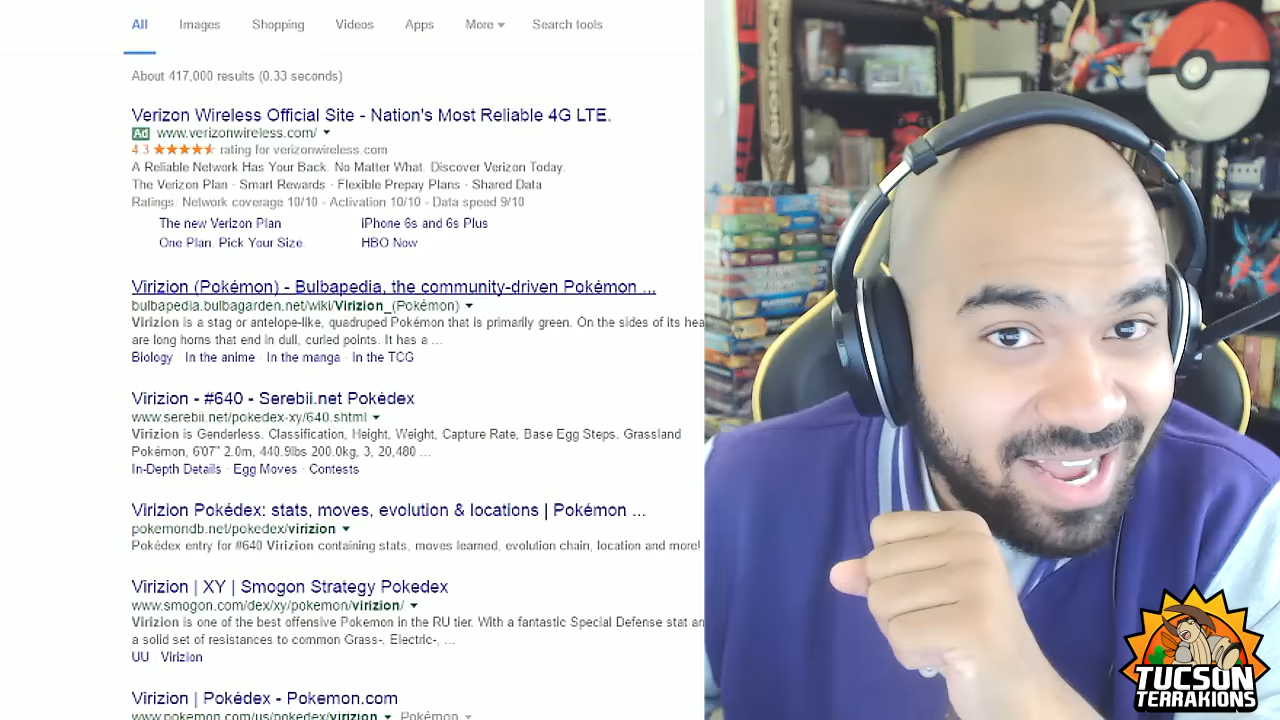 All Images Shopping Videos Apps More Search tools
About 417,000 results (0.33 seconds)
Verizon Wireless Official Site - Nation's Most Reliable 4G LTE.
Ad www.verizonwireless.com/
4.3 rating for verizonwireless.com
A Reliable Network Has Your Back. No Matter What. Discover Verizon Today.
The Verizon Plan · Smart Rewards · Flexible Prepay Plans · Shared Data
Ratings: Network coverage 10/10 - Activation 10/10 - Data speed 9/10
The new Verizon Plan iPhone 6s and 6s Plus
One Plan. Pick Your Size. HBO Now
Virizion (Pokémon) - Bulbapedia, the community-driven Pokémon ...
bulbapedia.bulbagarden.net/wiki/Virizion_(Pokémon)
Virizion is a stag or antelope-like, quadruped Pokémon that is primarily green. On the sides of its hea
are long horns that end in dull, curled points. It has a ...
Biology · In the anime · In the manga · In the TCG
Virizion - #640 - Serebii.net Pokédex
www.serebii.net/pokedex-xy/640.shtml
Virizion is Genderless. Classification, Height, Weight, Capture Rate, Base Egg Steps. Grassland
Pokémon, 6'07" 2.0m, 440.9lbs 200.0kg, 3, 20,480 ...
In-Depth Details · Egg Moves · Contests
Virizion Pokédex: stats, moves, evolution & locations | Pokémon ...
pokemondb.net/pokedex/virizion
Pokédex entry for #640 Virizion containing stats, moves learned, evolution chain, location and more!
Virizion | XY | Smogon Strategy Pokedex
www.smogon.com/dex/xy/pokemon/virizion/
Virizion is one of the best offensive Pokemon in the RU tier. With a fantastic Special Defense stat an
a solid set of resistances to common Grass-, Electric-, ...
UU Virizion
Virizion | Pokédex - Pokemon.com
www.pokemon.com/us/pokedex/virizion Pokémon
TUCSON
TERRAKIONS